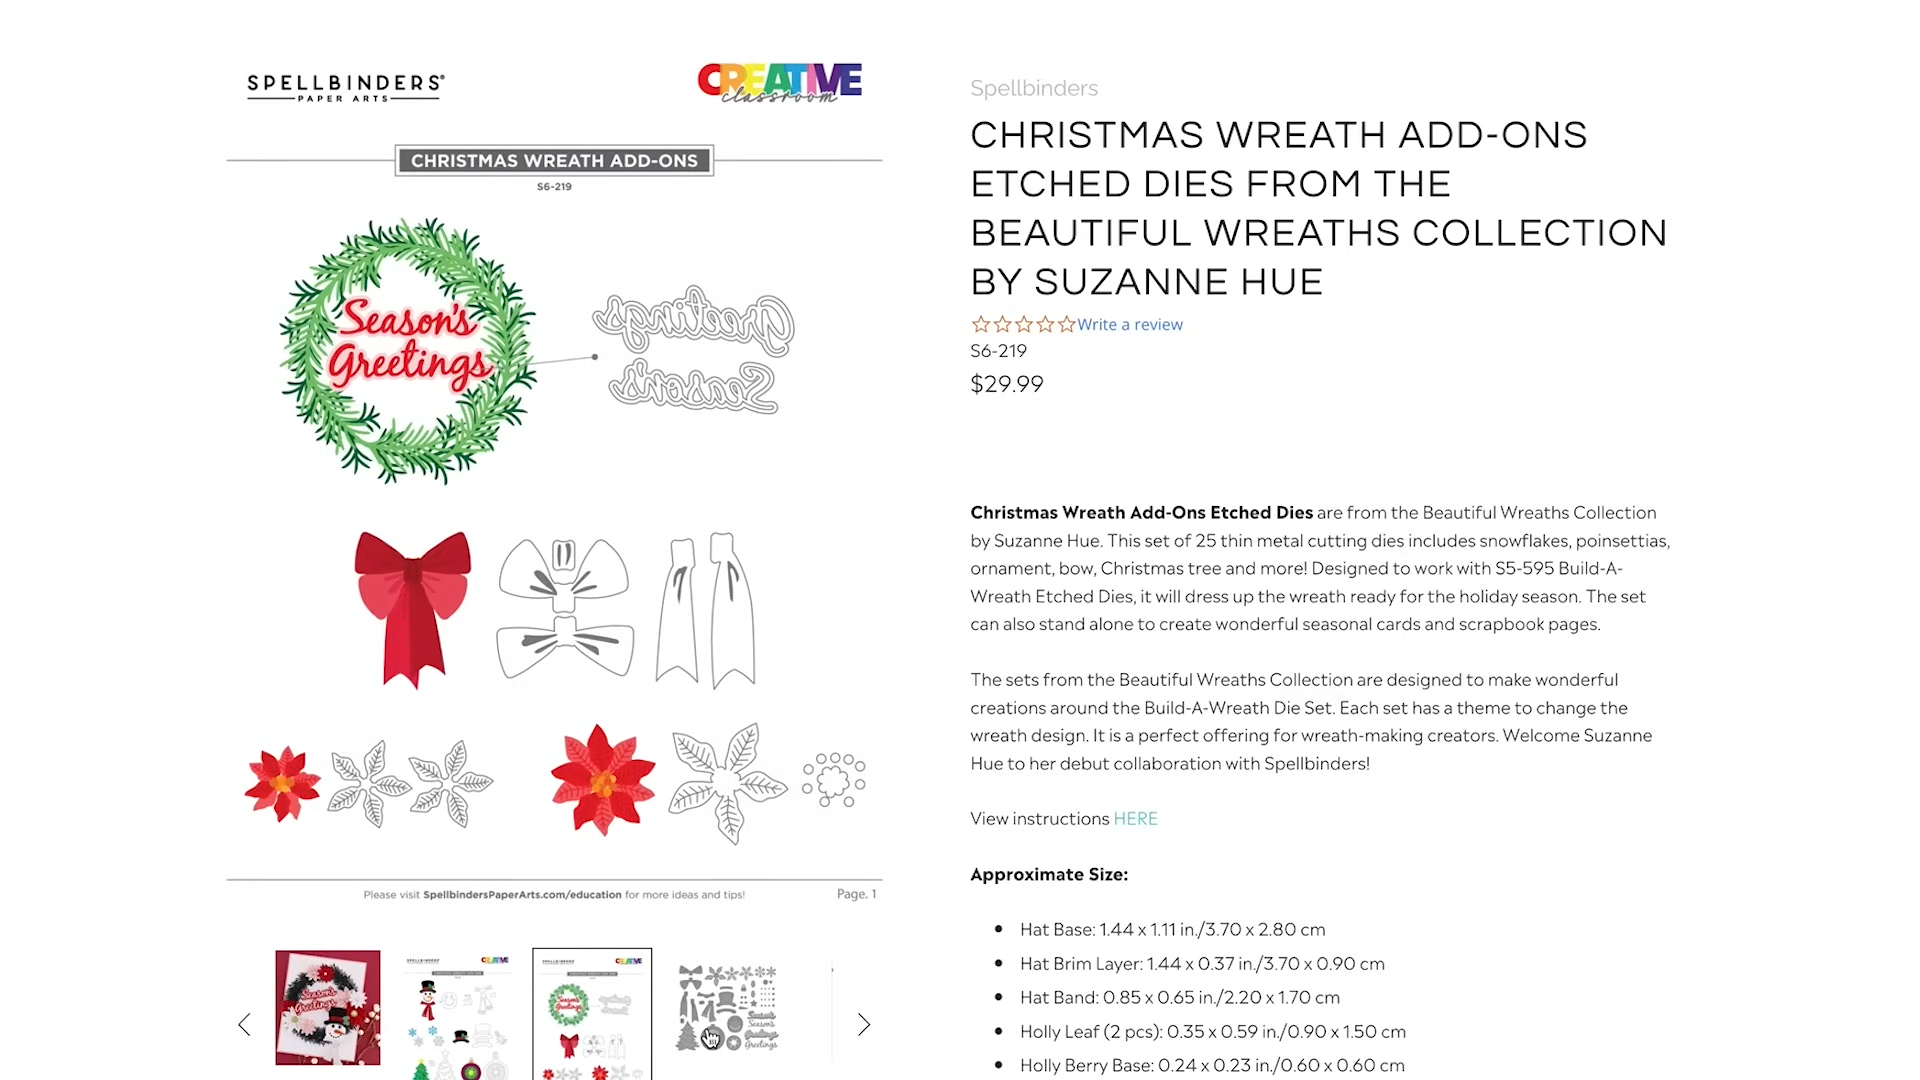 SPELLBINDERS®
PAPER ARTS
CREATIVE
classroom
CHRISTMAS WREATH ADD-ONS
S6-219
Season's
Greetings
Greetings
Season's
Please visit SpellbindersPaperArts.com/education for more ideas and tips!
Page. 1
Spellbinders
CHRISTMAS WREATH ADD-ONS
ETCHED DIES FROM THE
BEAUTIFUL WREATHS COLLECTION
BY SUZANNE HUE
Write a review
S6-219
$29.99
Christmas Wreath Add-Ons Etched Dies are from the Beautiful Wreaths Collection
by Suzanne Hue. This set of 25 thin metal cutting dies includes snowflakes, poinsettias,
ornament, bow, Christmas tree and more! Designed to work with S5-595 Build-A-
Wreath Etched Dies, it will dress up the wreath ready for the holiday season. The set
can also stand alone to create wonderful seasonal cards and scrapbook pages.
The sets from the Beautiful Wreaths Collection are designed to make wonderful
creations around the Build-A-Wreath Die Set. Each set has a theme to change the
wreath design. It is a perfect offering for wreath-making creators. Welcome Suzanne
Hue to her debut collaboration with Spellbinders!
View instructions HERE
Approximate Size:
Hat Base: 1.44 x 1.11 in./3.70 x 2.80 cm
Hat Brim Layer: 1.44 x 0.37 in./3.70 x 0.90 cm
Hat Band: 0.85 x 0.65 in./2.20 x 1.70 cm
Holly Leaf (2 pcs): 0.35 x 0.59 in./0.90 x 1.50 cm
Holly Berry Base: 0.24 x 0.23 in./0.60 x 0.60 cm